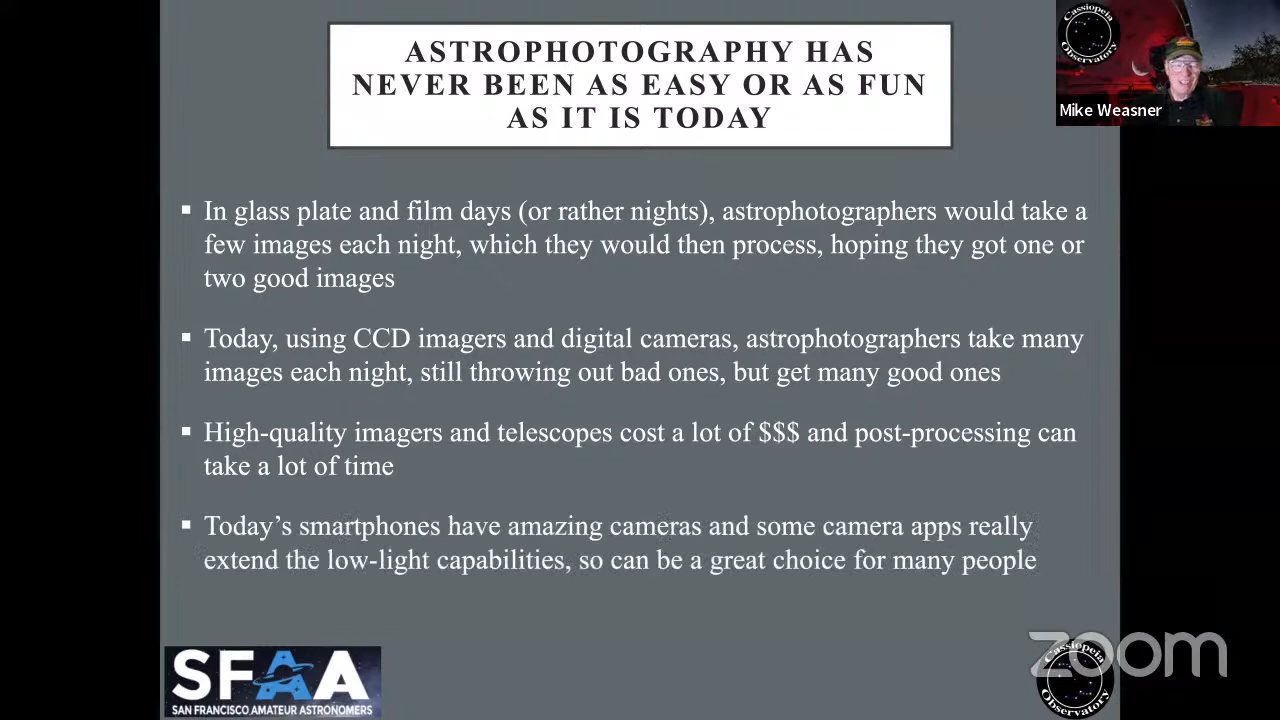 ASTROPHOTOGRAPHY HAS
NEVER BEEN AS EASY OR AS FUN
AS IT IS TODAY
Cassiopeia
Observatory
Mike Weasner
▪ In glass plate and film days (or rather nights), astrophotographers would take a
few images each night, which they would then process, hoping they got one or
two good images
▪ Today, using CCD imagers and digital cameras, astrophotographers take many
images each night, still throwing out bad ones, but get many good ones
▪ High-quality imagers and telescopes cost a lot of $$$ and post-processing can
take a lot of time
▪ Today’s smartphones have amazing cameras and some camera apps really
extend the low-light capabilities, so can be a great choice for many people
SFAA
SAN FRANCISCO AMATEUR ASTRONOMERS
zoom
Cassiopeia
Observatory